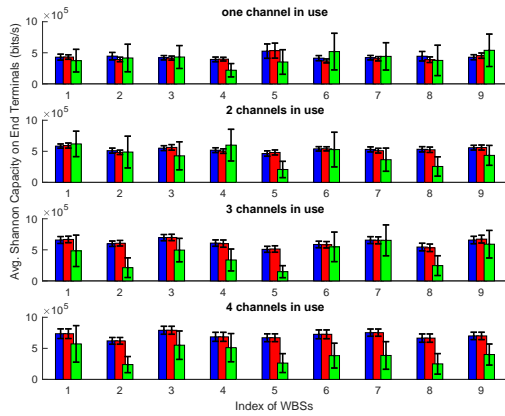 one channel in use
×10^5
10
5
0
1 2 3 4 5 6 7 8 9
2 channels in use
×10^5
10
5
0
1 2 3 4 5 6 7 8 9
3 channels in use
×10^5
10
5
0
1 2 3 4 5 6 7 8 9
4 channels in use
×10^5
10
5
0
1 2 3 4 5 6 7 8 9
Index of WBSs
Avg. Shannon Capacity on End Terminals (bits/s)